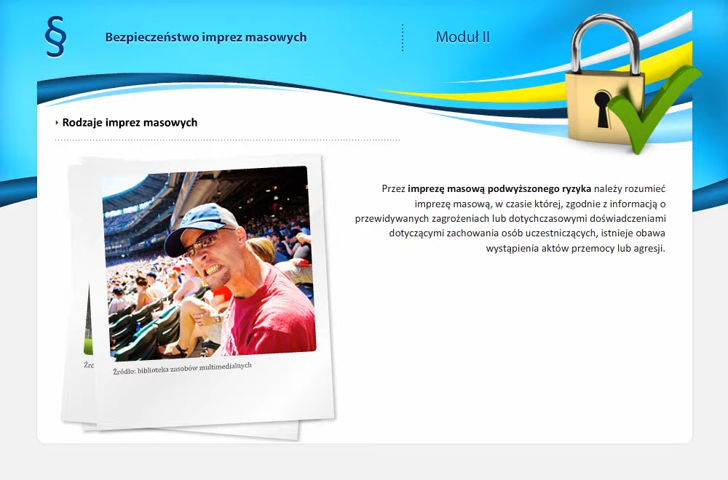 §
Bezpieczeństwo imprez masowych
Moduł II
Rodzaje imprez masowych
Przez imprezę masową podwyższonego ryzyka należy rozumieć
imprezę masową, w czasie której, zgodnie z informacją o
przewidywanych zagrożeniach lub dotychczasowymi doświadczeniami
dotyczącymi zachowania osób uczestniczących, istnieje obawa
wystąpienia aktów przemocy lub agresji.
Źródło: biblioteka zasobów multimedialnych